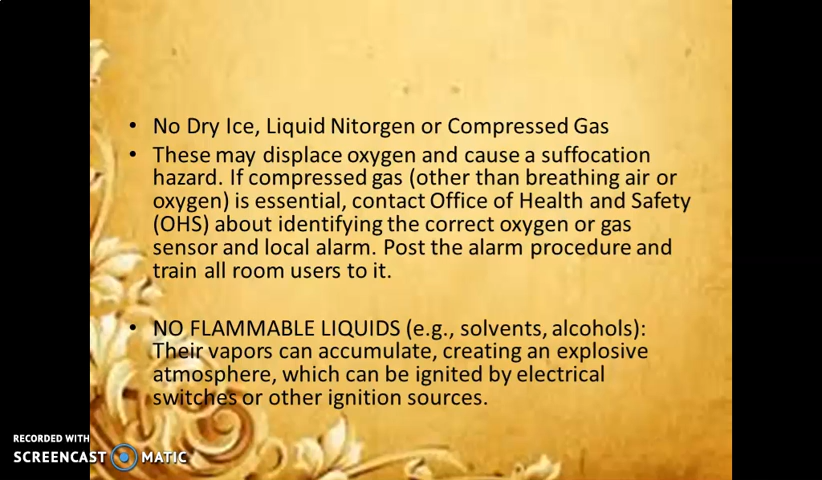 • No Dry Ice, Liquid Nitorgen or Compressed Gas
• These may displace oxygen and cause a suffocation
hazard. If compressed gas (other than breathing air or
oxygen) is essential, contact Office of Health and Safety
(OHS) about identifying the correct oxygen or gas
sensor and local alarm. Post the alarm procedure and
train all room users to it.
• NO FLAMMABLE LIQUIDS (e.g., solvents, alcohols):
Their vapors can accumulate, creating an explosive
atmosphere, which can be ignited by electrical
switches or other ignition sources.
RECORDED WITH
SCREENCAST MATIC